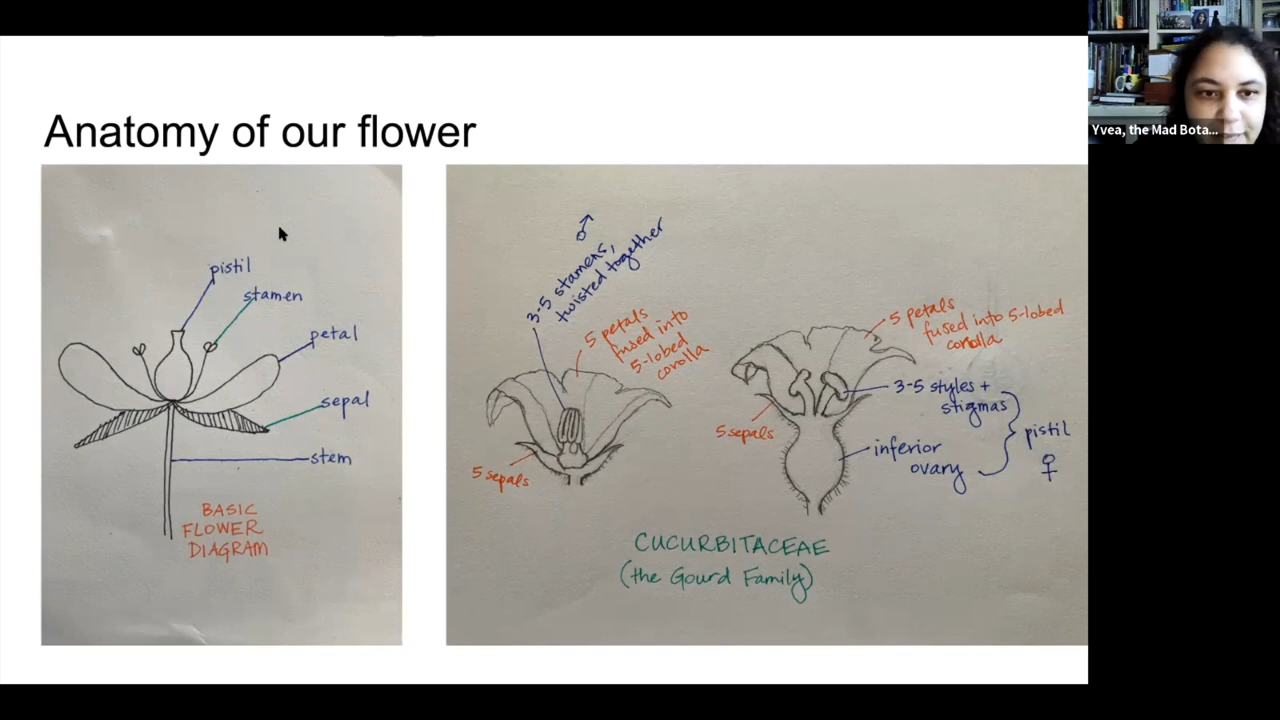 Anatomy of our flower
Yvea, the Mad Bota...
pistil
stamen
petal
sepal
stem
BASIC
FLOWER
DIAGRAM
♂
3-5 stamens,
twisted together
5 petals
fused into
5-lobed
corolla
5 sepals
5 petals
fused into 5-lobed
corolla
3-5 styles +
stigmas
5 sepals
inferior
ovary
pistil
♀
CUCURBITACEAE
(the Gourd Family)